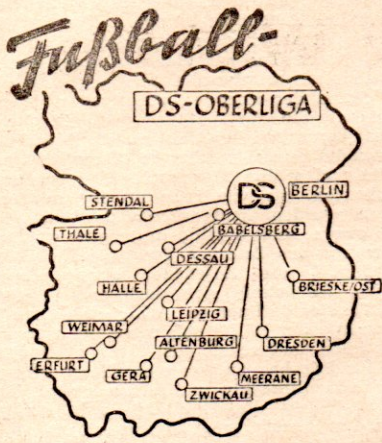 Fußball-
DS-OBERLIGA
DS
BERLIN
STENDAL
BABELSBERG
THALE
DESSAU
HALLE
BRIESKE/OST
LEIPZIG
WEIMAR
ALTENBURG
DRESDEN
ERFURT
GERA
MEERANE
ZWICKAU